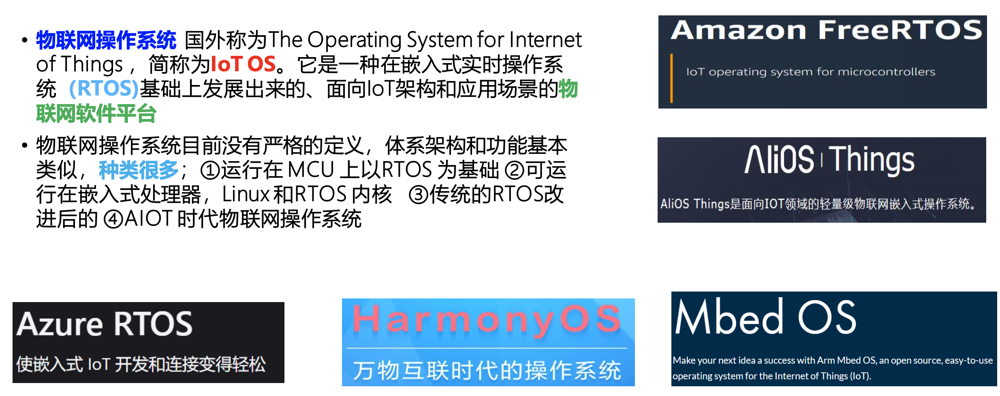 • 物联网操作系统 国外称为The Operating System for Internet
of Things ，简称为IoT OS。它是一种在嵌入式实时操作系
统 (RTOS)基础上发展出来的、面向IoT架构和应用场景的物
联网软件平台
• 物联网操作系统目前没有严格的定义，体系架构和功能基本
类似，种类很多；①运行在 MCU 上以RTOS 为基础 ②可运
行在嵌入式处理器，Linux 和RTOS 内核 ③传统的RTOS改
进后的 ④AIOT 时代物联网操作系统
Amazon FreeRTOS
IoT operating system for microcontrollers
AliOS | Things
AliOS Things是面向IOT领域的轻量级物联网嵌入式操作系统。
Azure RTOS
使嵌入式 IoT 开发和连接变得轻松
HarmonyOS
万物互联时代的操作系统
Mbed OS
Make your next idea a success with Arm Mbed OS, an open source, easy-to-use
operating system for the Internet of Things (IoT).